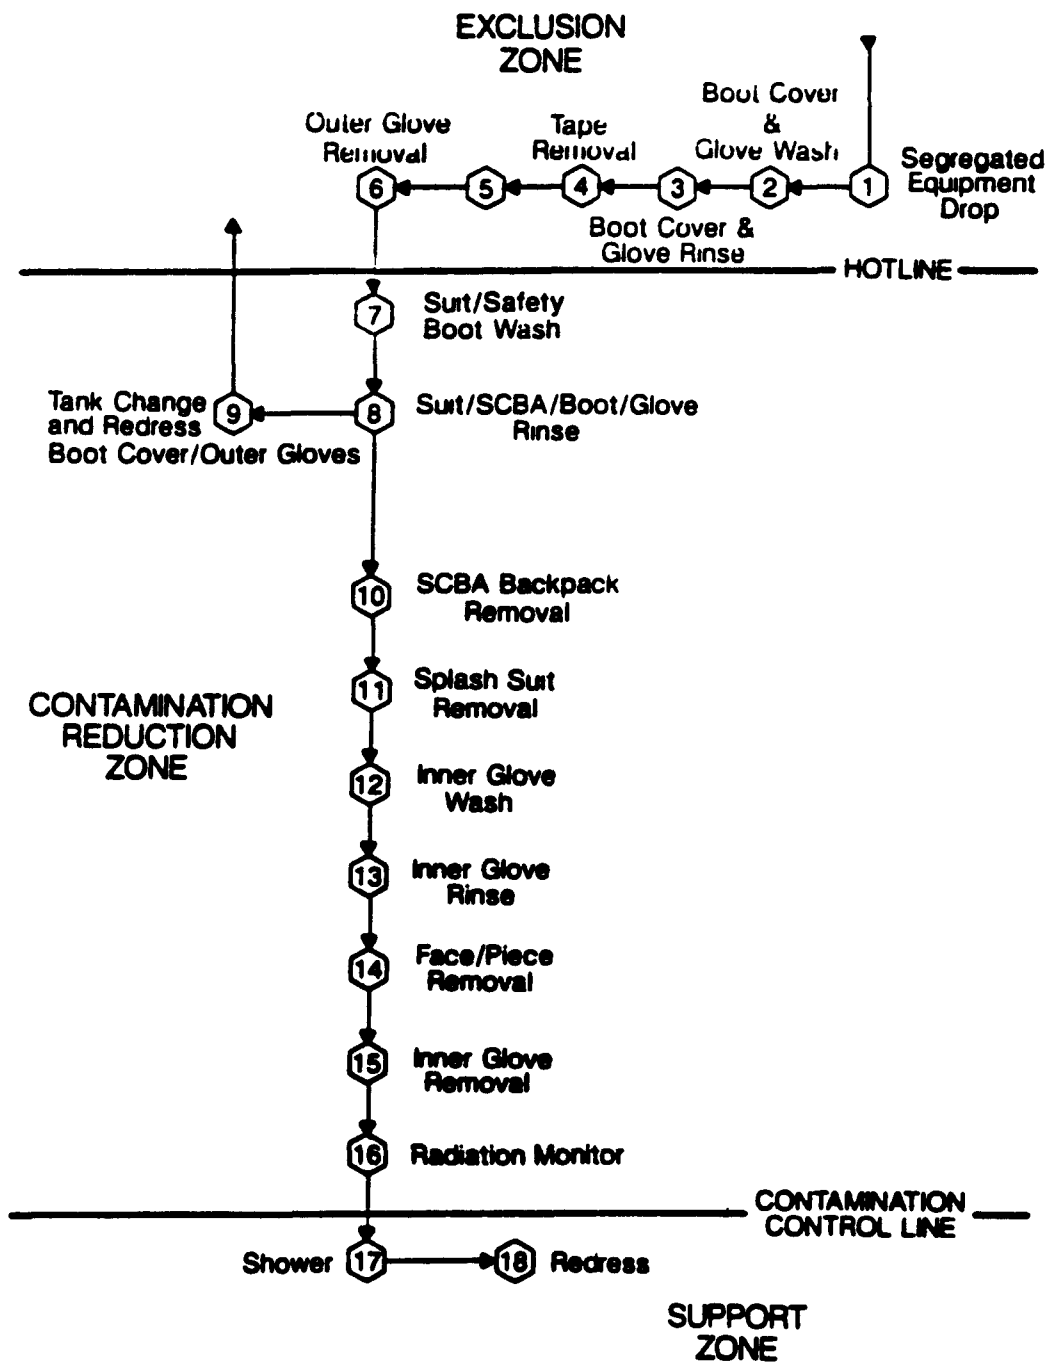 EXCLUSION
ZONE
Boot Cover
&
Glove Wash
Outer Glove
Removal
Tape
Removal
Segregated
Equipment
Drop
6
5
4
3
2
1
Boot Cover &
Glove Rinse
HOTLINE
7
Suit/Safety
Boot Wash
Tank Change
and Redress
Boot Cover/Outer Gloves
9
8
Suit/SCBA/Boot/Glove
Rinse
10
SCBA Backpack
Removal
11
Splash Suit
Removal
CONTAMINATION
REDUCTION
ZONE
12
Inner Glove
Wash
13
Inner Glove
Rinse
14
Face/Piece
Removal
15
Inner Glove
Removal
16
Radiation Monitor
CONTAMINATION
CONTROL LINE
Shower
17
18
Redress
SUPPORT
ZONE